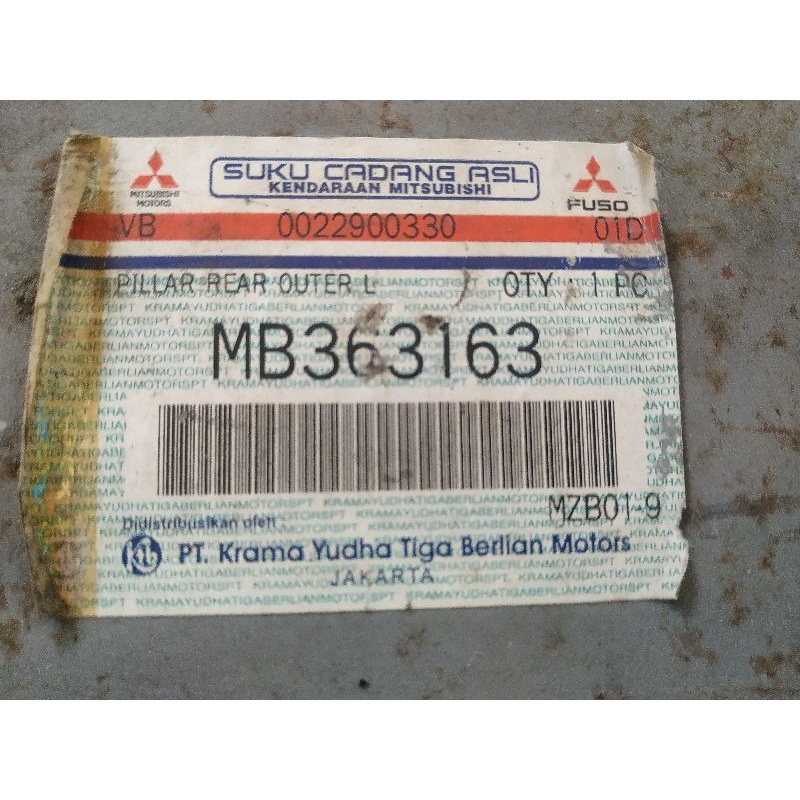 SUKU CADANG ASLI
KENDARAAN MITSUBISHI
MITSUBISHI
MOTORS
FUSO
VB 0022900330 01D
PILLAR REAR OUTER L QTY : 1 PC
MB363163
MZB01-9
Didistribusikan oleh
ktb PT. Krama Yudha Tiga Berlian Motors
JAKARTA